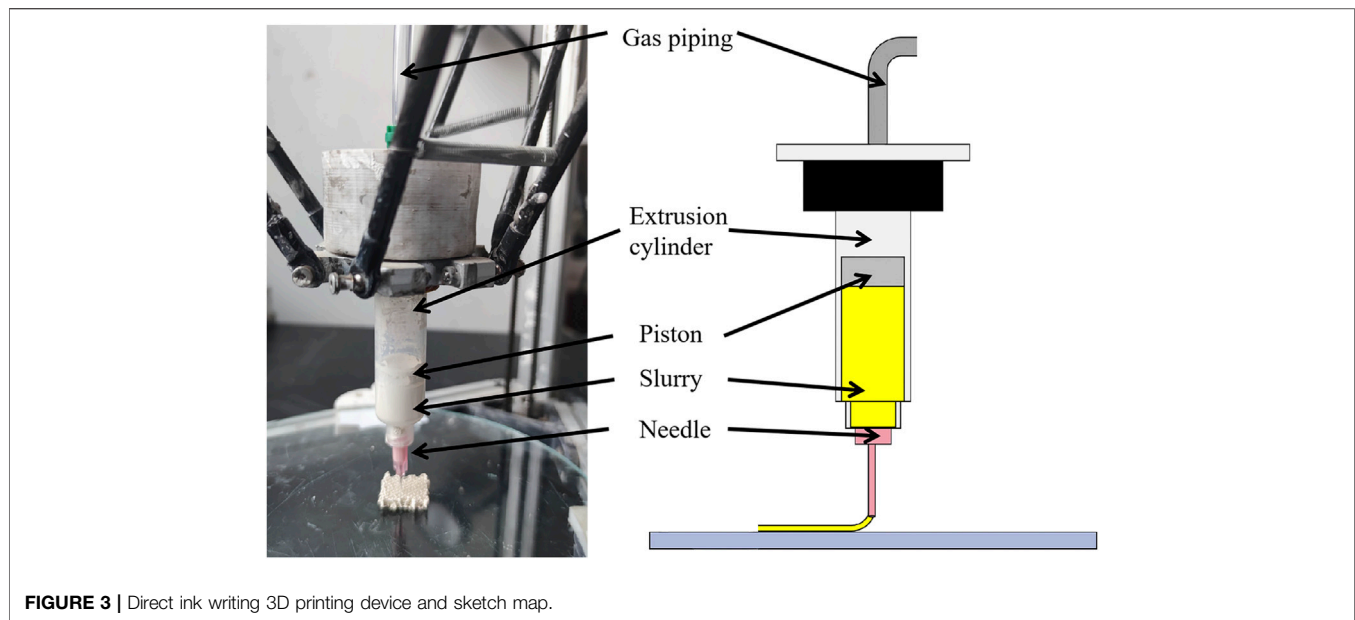 Gas piping
Extrusion
cylinder
Piston
Slurry
Needle
FIGURE 3 | Direct ink writing 3D printing device and sketch map.